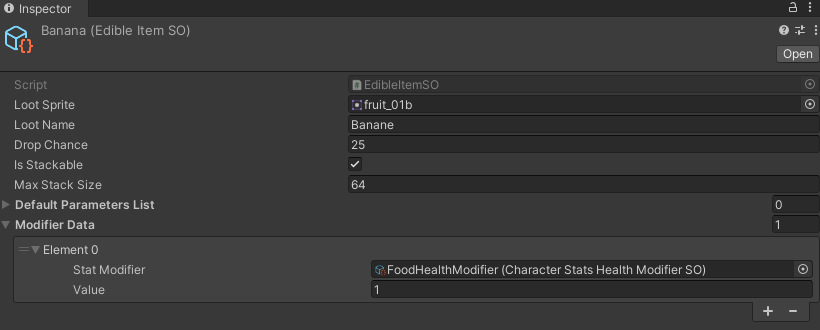 Inspector
Banana (Edible Item SO)
Open
Script EdibleItemSO
Loot Sprite fruit_01b
Loot Name Banane
Drop Chance 25
Is Stackable
Max Stack Size 64
Default Parameters List 0
Modifier Data 1
Element 0
Stat Modifier FoodHealthModifier (Character Stats Health Modifier SO)
Value 1